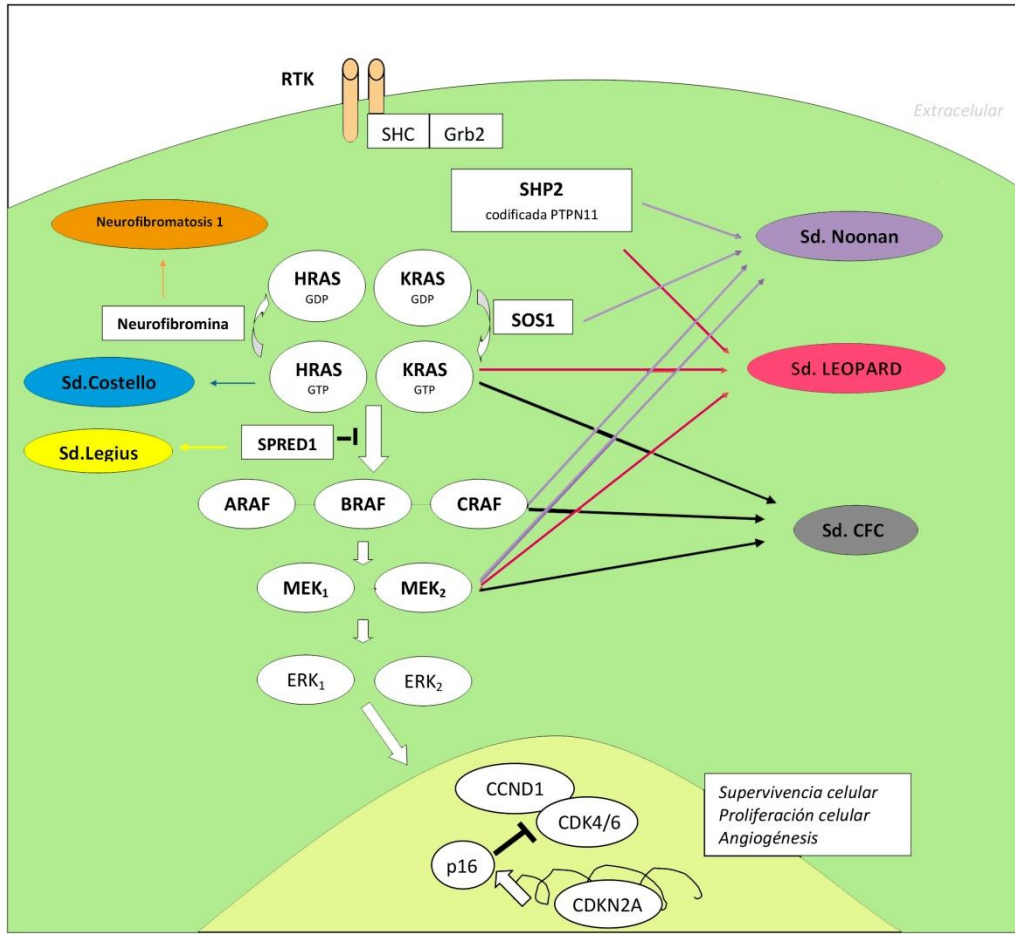 RTK
Extracelular
SHC
Grb2
SHP2
codificada PTPN11
Neurofibromatosis 1
Sd. Noonan
HRAS
GDP
KRAS
GDP
Neurofibromina
SOS1
HRAS
GTP
KRAS
GTP
Sd.Costello
Sd. LEOPARD
Sd.Legius
SPRED1
ARAF
BRAF
CRAF
Sd. CFC
MEK₁
MEK₂
ERK₁
ERK₂
CCND1
CDK4/6
p16
CDKN2A
Supervivencia celular
Proliferación celular
Angiogénesis